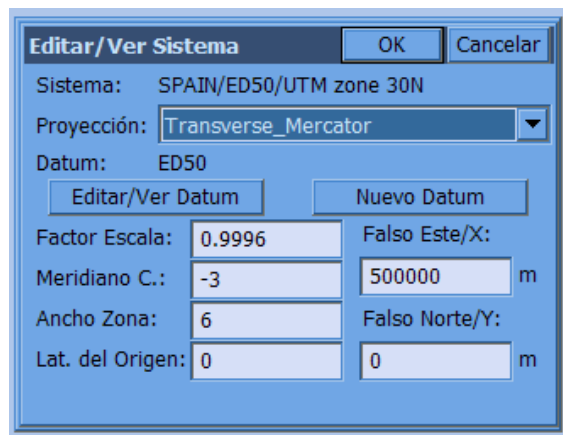 Editar/Ver Sistema OK Cancelar
Sistema: SPAIN/ED50/UTM zone 30N
Proyección: Transverse_Mercator
Datum: ED50
Editar/Ver Datum Nuevo Datum
Factor Escala: 0.9996 Falso Este/X:
Meridiano C.: -3 500000 m
Ancho Zona: 6 Falso Norte/Y:
Lat. del Origen: 0 0 m